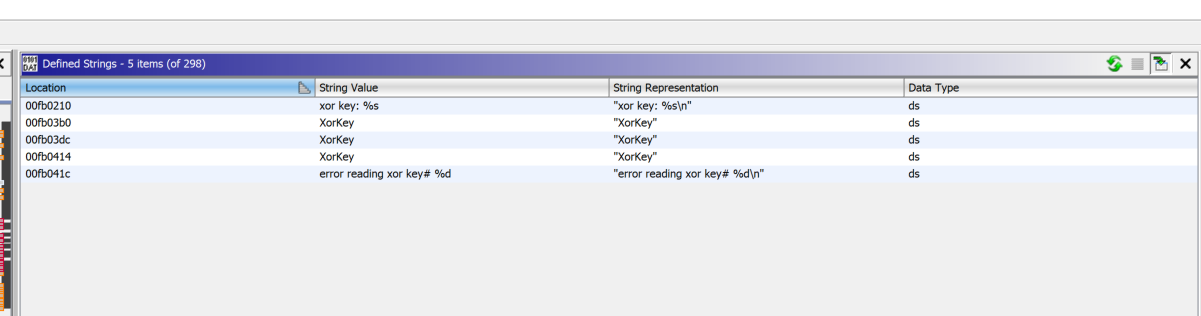 Defined Strings - 5 items (of 298)
Location String Value String Representation Data Type
00fb0210 xor key: %s "xor key: %s\n" ds
00fb03b0 XorKey "XorKey" ds
00fb03dc XorKey "XorKey" ds
00fb0414 XorKey "XorKey" ds
00fb041c error reading xor key# %d "error reading xor key# %d\n" ds